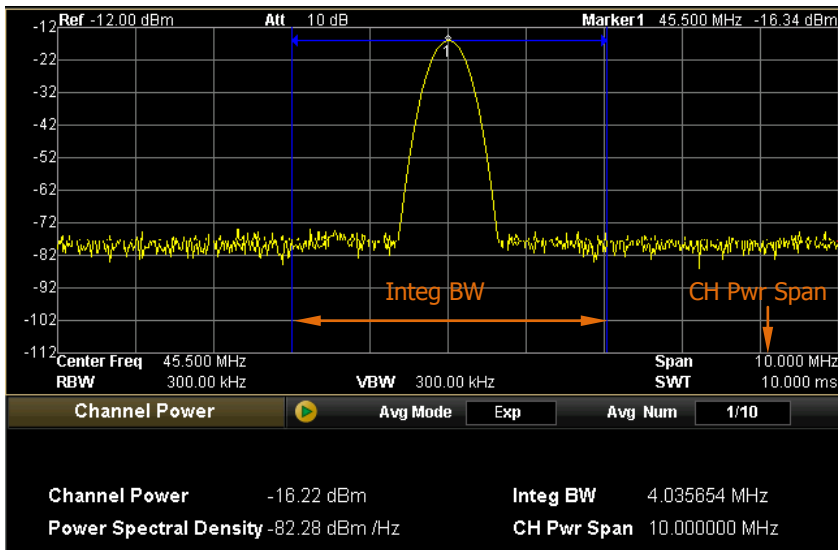 Ref -12.00 dBm Att 10 dB Marker1 45.500 MHz -16.34 dBm
-12
1
-22
-32
-42
-52
-62
-72
-82
-92
Integ BW CH Pwr Span
-102
-112
Center Freq 45.500 MHz Span 10.000 MHz
RBW 300.00 kHz VBW 300.00 kHz SWT 10.000 ms
Channel Power Avg Mode Exp Avg Num 1/10
Channel Power -16.22 dBm Integ BW 4.035654 MHz
Power Spectral Density -82.28 dBm /Hz CH Pwr Span 10.000000 MHz